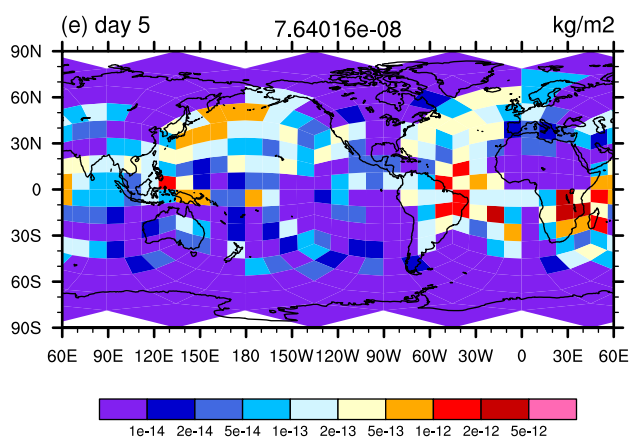 (e) day 5 7.64016e-08 kg/m2
90N
60N
30N
0
30S
60S
90S
60E 90E 120E 150E 180 150W 120W 90W 60W 30W 0 30E 60E
1e-14 2e-14 5e-14 1e-13 2e-13 5e-13 1e-12 2e-12 5e-12